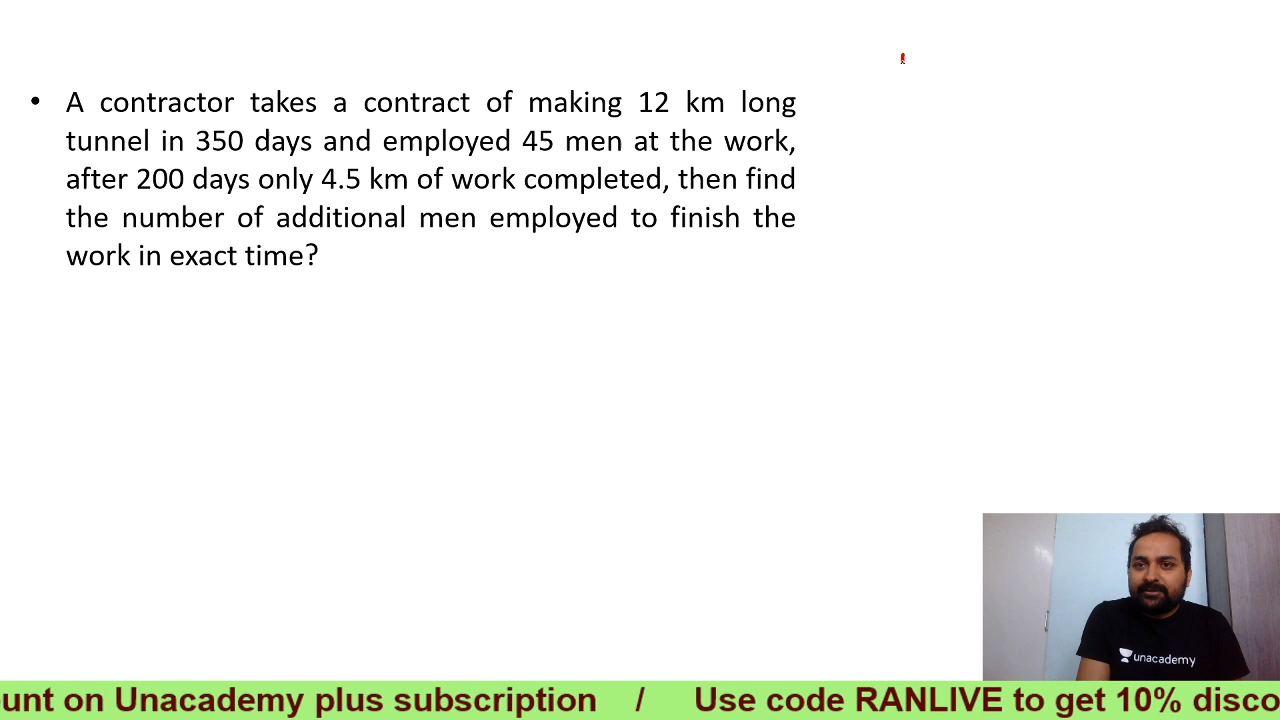 • A contractor takes a contract of making 12 km long
tunnel in 350 days and employed 45 men at the work,
after 200 days only 4.5 km of work completed, then find
the number of additional men employed to finish the
work in exact time?
unacademy
unt on Unacademy plus subscription / Use code RANLIVE to get 10% disco